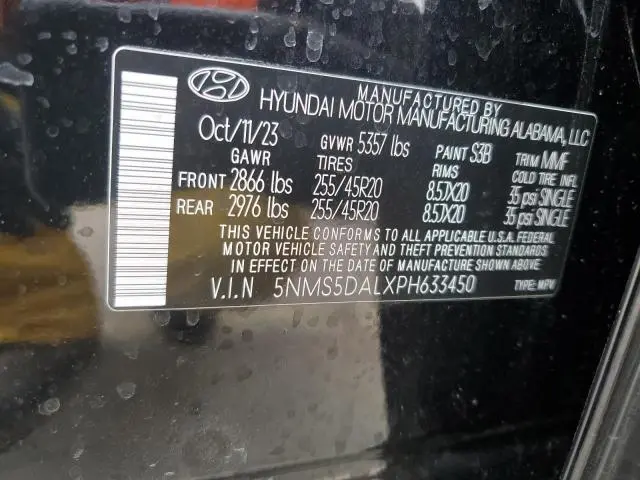 MANUFACTURED BY
HYUNDAI MOTOR MANUFACTURING ALABAMA, LLC
Oct/11/23 GVWR 5357 lbs PAINT S3B TRIM MMF
GAWR TIRES RIMS COLD TIRE INFL
FRONT 2866 lbs 255/45R20 8.5JX20 35 psi SINGLE
REAR 2976 lbs 255/45R20 8.5JX20 35 psi SINGLE
THIS VEHICLE CONFORMS TO ALL APPLICABLE U.S.A. FEDERAL
MOTOR VEHICLE SAFETY AND THEFT PREVENTION STANDARDS
IN EFFECT ON THE DATE OF MANUFACTURE SHOWN ABOVE.
V.I.N 5NMS5DALXPH633450 TYPE: MPV